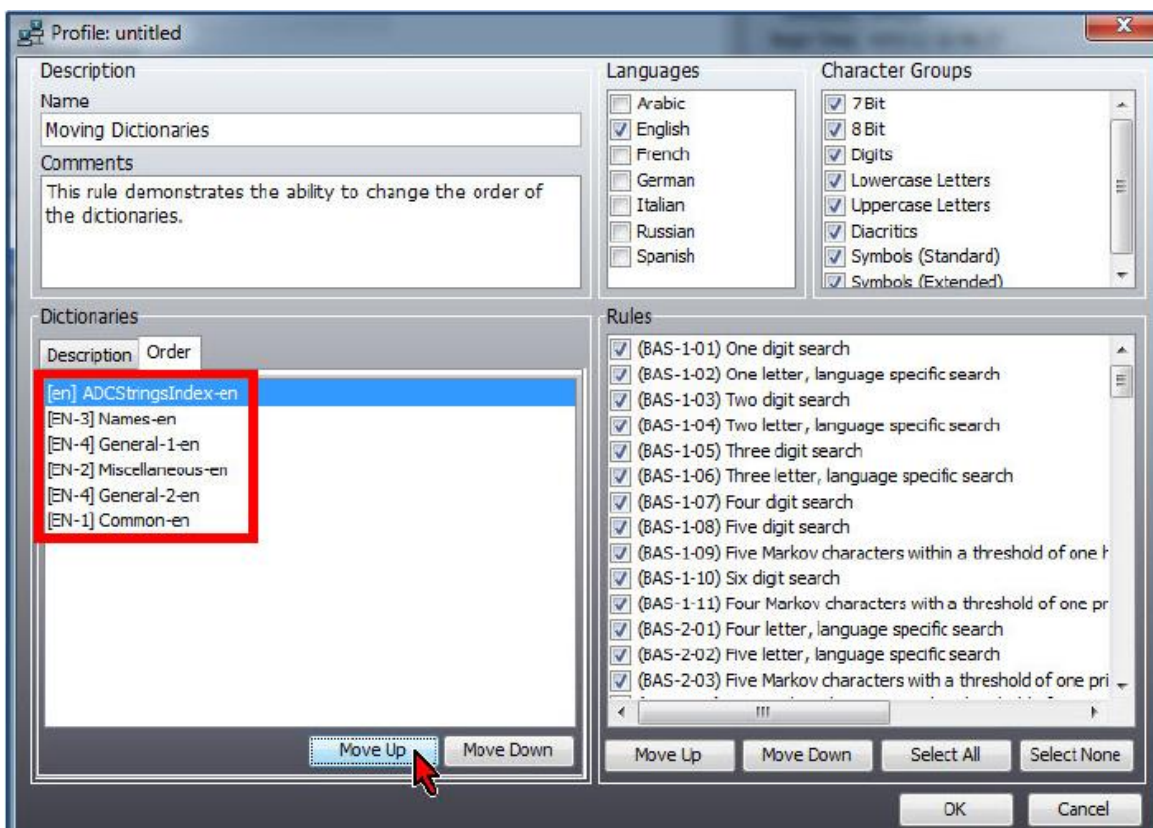 Profile: untitled
Description
Name
Moving Dictionaries
Comments
This rule demonstrates the ability to change the order of
the dictionaries.
Languages
Arabic
English
French
German
Italian
Russian
Spanish
Character Groups
7 Bit
8 Bit
Digits
Lowercase Letters
Uppercase Letters
Diacritics
Symbols (Standard)
Symbols (Extended)
Dictionaries
Description Order
[en] ADCStringsIndex-en
[EN-3] Names-en
[EN-4] General-1-en
[EN-2] Miscellaneous-en
[EN-4] General-2-en
[EN-1] Common-en
Move Up Move Down
Rules
(BAS-1-01) One digit search
(BAS-1-02) One letter, language specific search
(BAS-1-03) Two digit search
(BAS-1-04) Two letter, language specific search
(BAS-1-05) Three digit search
(BAS-1-06) Three letter, language specific search
(BAS-1-07) Four digit search
(BAS-1-08) Five digit search
(BAS-1-09) Five Markov characters within a threshold of one h
(BAS-1-10) Six digit search
(BAS-1-11) Four Markov characters with a threshold of one pr
(BAS-2-01) Four letter, language specific search
(BAS-2-02) Five letter, language specific search
(BAS-2-03) Five Markov characters with a threshold of one pri
Move Up Move Down Select All Select None
OK Cancel